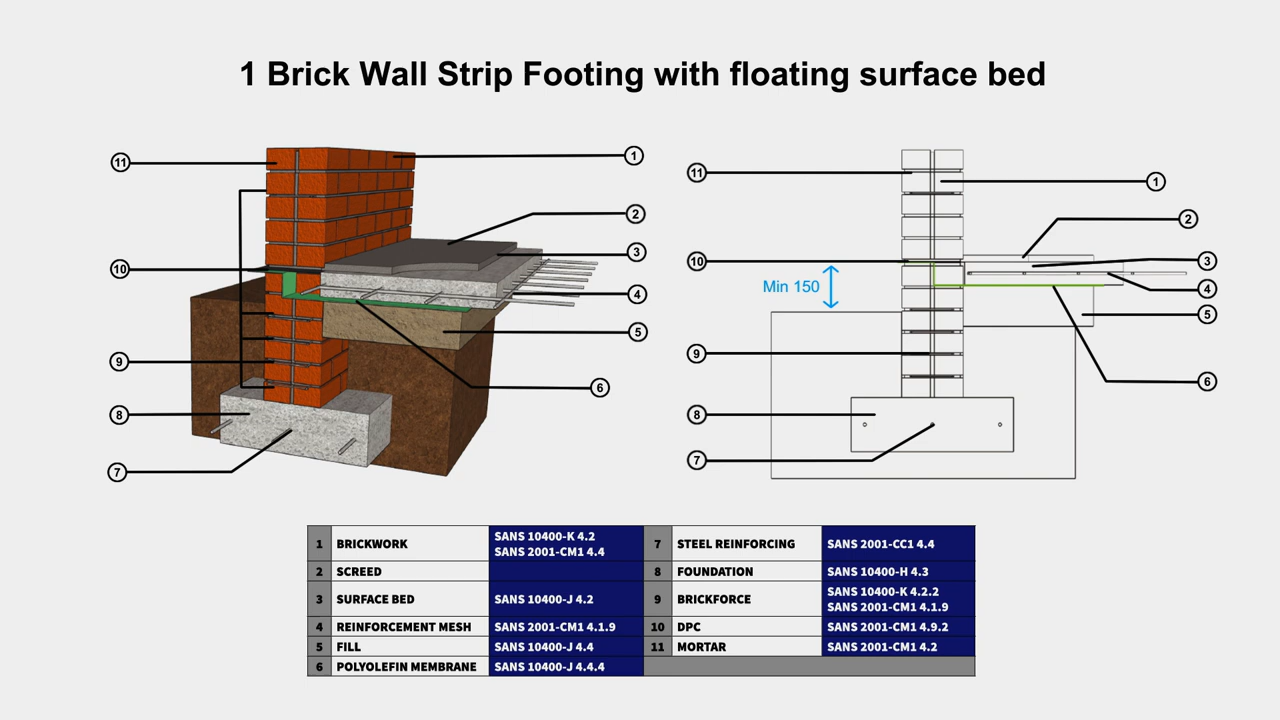 1 Brick Wall Strip Footing with floating surface bed
11
1
2
3
10
4
5
9
6
8
7
11
1
2
10
3
Min 150
4
5
9
6
8
7
1 BRICKWORK SANS 10400-K 4.2
SANS 2001-CM1 4.4
7 STEEL REINFORCING SANS 2001-CC1 4.4
2 SCREED
8 FOUNDATION SANS 10400-H 4.3
3 SURFACE BED SANS 10400-J 4.2
9 BRICKFORCE SANS 10400-K 4.2.2
SANS 2001-CM1 4.1.9
4 REINFORCEMENT MESH SANS 2001-CM1 4.1.9
10 DPC SANS 2001-CM1 4.9.2
5 FILL SANS 10400-J 4.4
11 MORTAR SANS 2001-CM1 4.2
6 POLYOLEFIN MEMBRANE SANS 10400-J 4.4.4